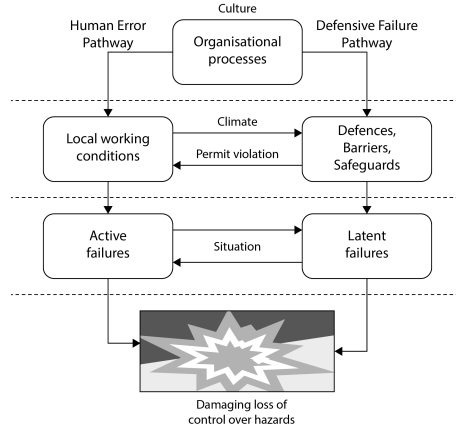 Culture
Human Error
Pathway
Organisational
processes
Defensive Failure
Pathway
Local working
conditions
Climate
Permit violation
Defences,
Barriers,
Safeguards
Active
failures
Situation
Latent
failures
Damaging loss of
control over hazards